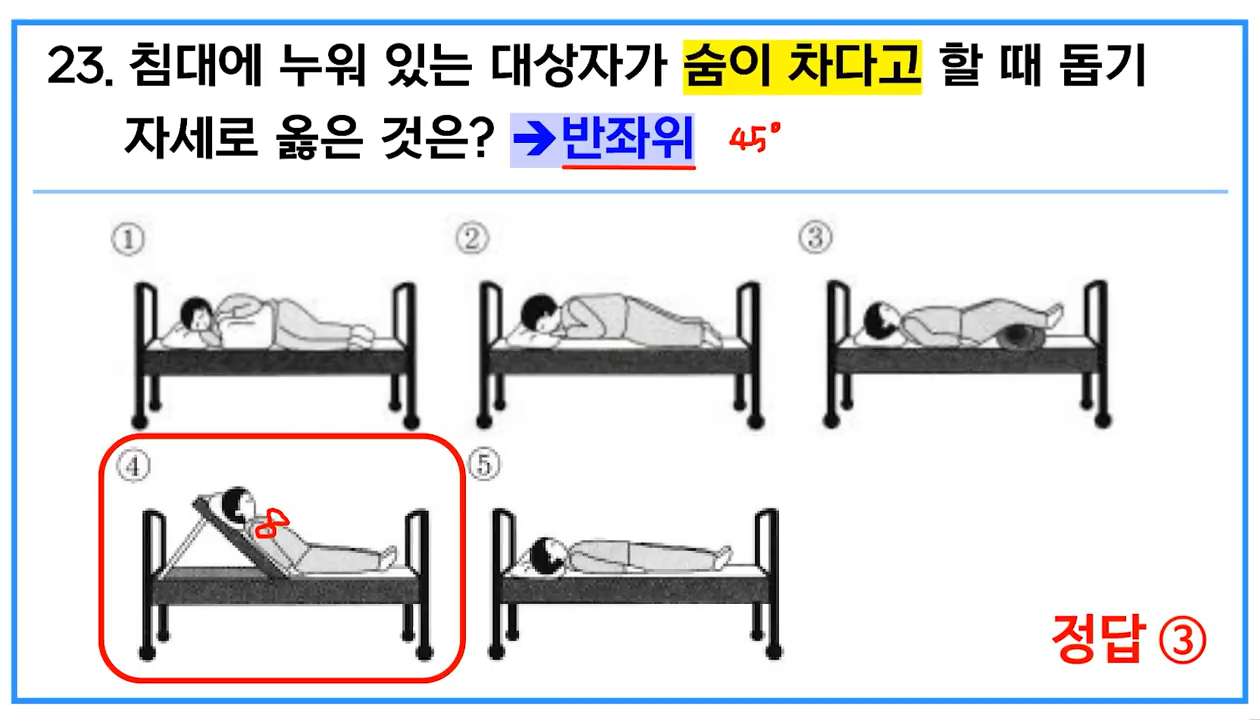 23. 침대에 누워 있는 대상자가 숨이 차다고 할 때 돕기
자세로 옳은 것은? ➔반좌위 45°
① ② ③
④ ⑤
정답 ③